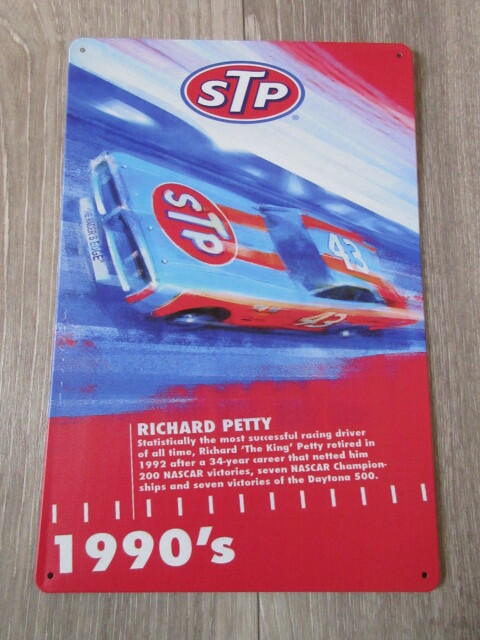 STP
®
STP
43
43
RICHARD PETTY
Statistically the most successful racing driver
of all time, Richard 'The King' Petty retired in
1992 after a 34-year career that netted him
200 NASCAR victories, seven NASCAR Champion-
ships and seven victories of the Daytona 500.
1990's